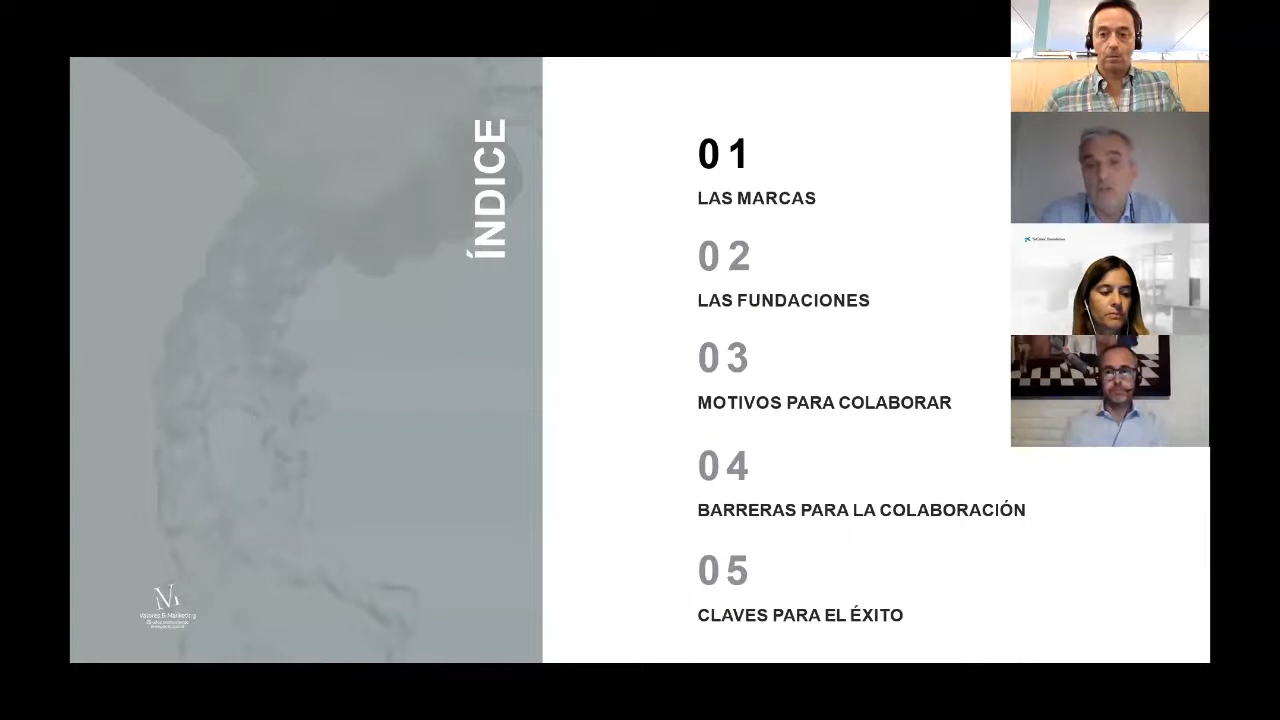 ÍNDICE
01
LAS MARCAS
02
LAS FUNDACIONES
03
MOTIVOS PARA COLABORAR
04
BARRERAS PARA LA COLABORACIÓN
05
CLAVES PARA EL ÉXITO
Valores & Marketing